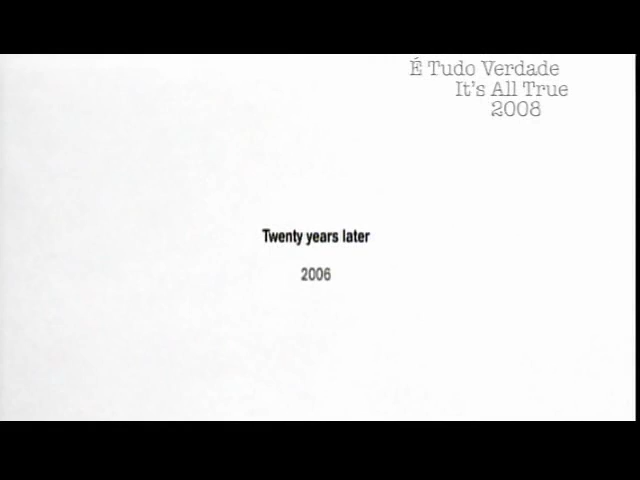 É Tudo Verdade
It's All True
2008
Twenty years later
2006